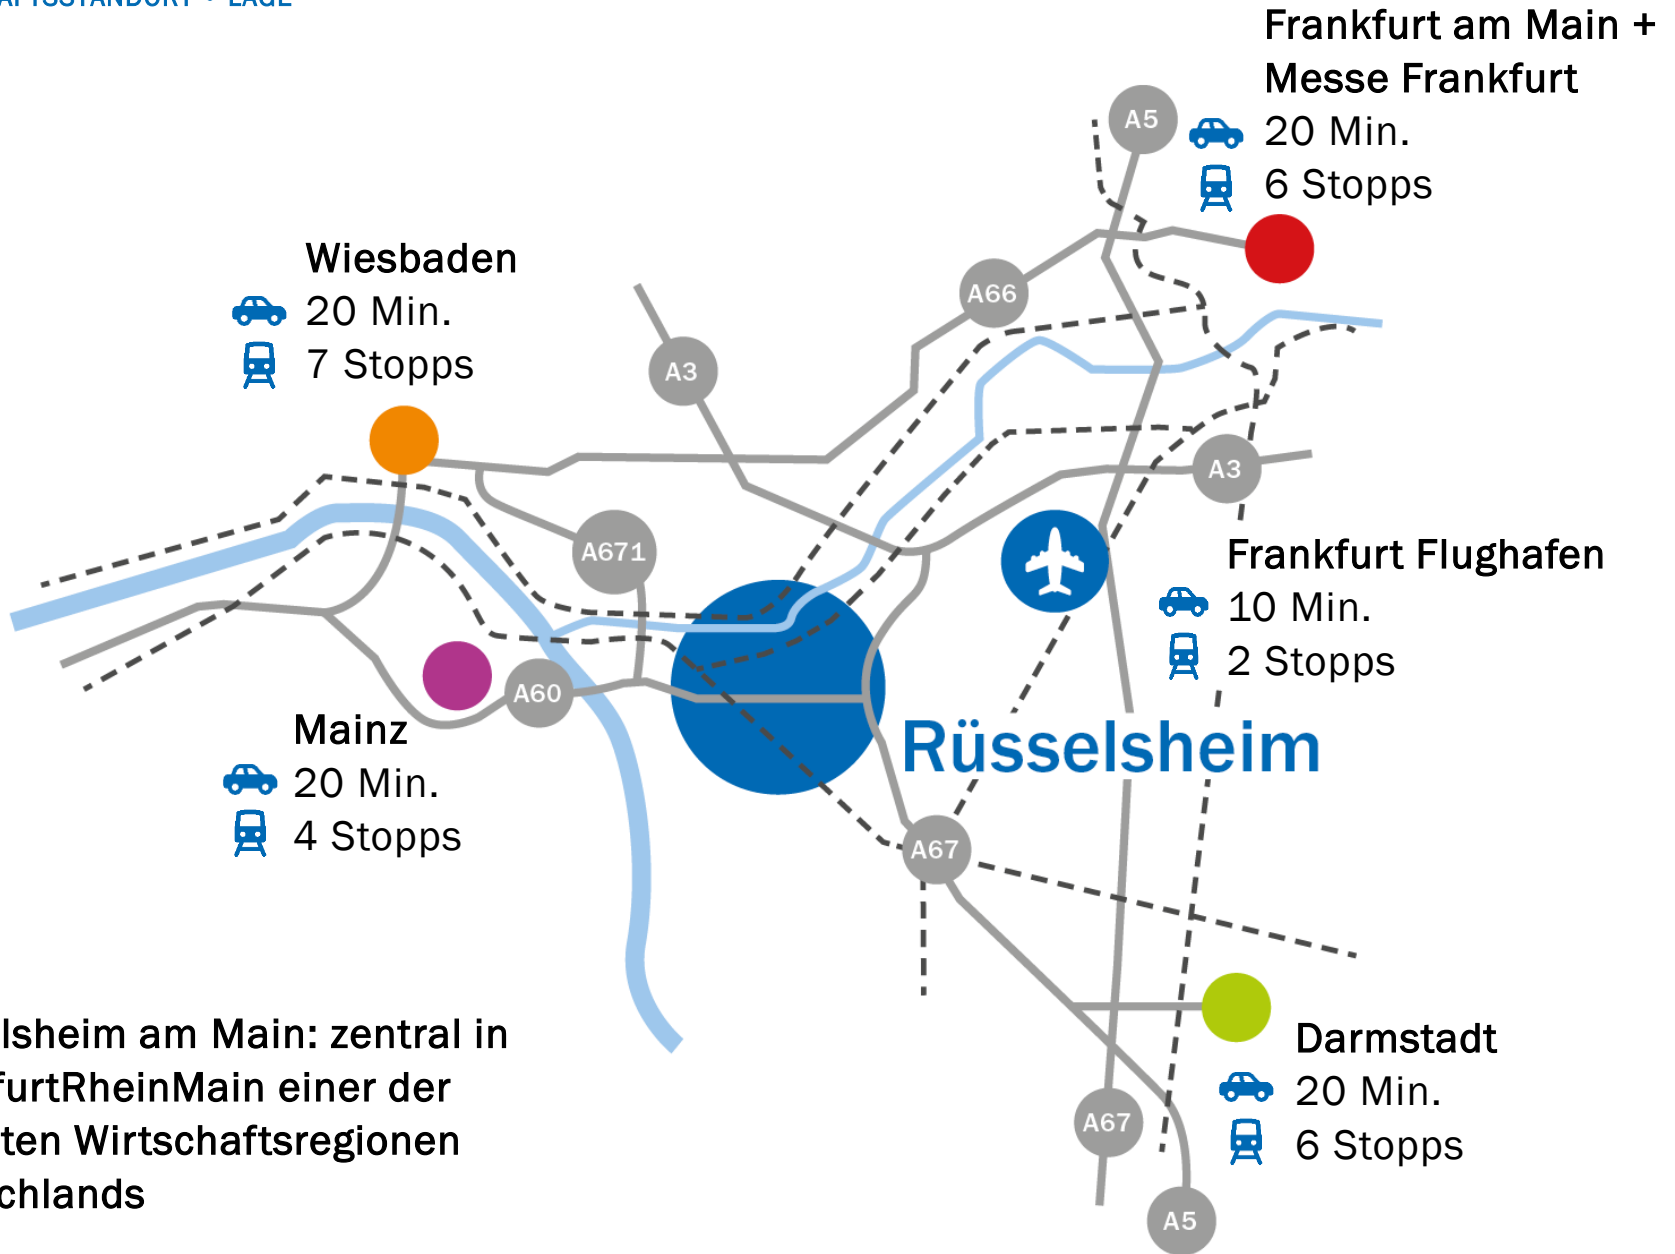 LAGE
Frankfurt am Main +
Messe Frankfurt
20 Min.
6 Stopps
A5
Wiesbaden
20 Min.
7 Stopps
A66
A3
A3
A671
Frankfurt Flughafen
10 Min.
2 Stopps
A60
Mainz
20 Min.
4 Stopps
Rüsselsheim
A67
lsheim am Main: zentral in
furtRheinMain einer der
ten Wirtschaftsregionen
chlands
Darmstadt
20 Min.
6 Stopps
A67
A5